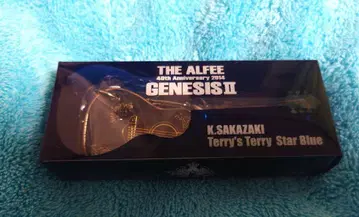 THE ALFEE
40th Anniversary 2014
GENESIS II
K.SAKAZAKI
Terry's Terry Star Blue